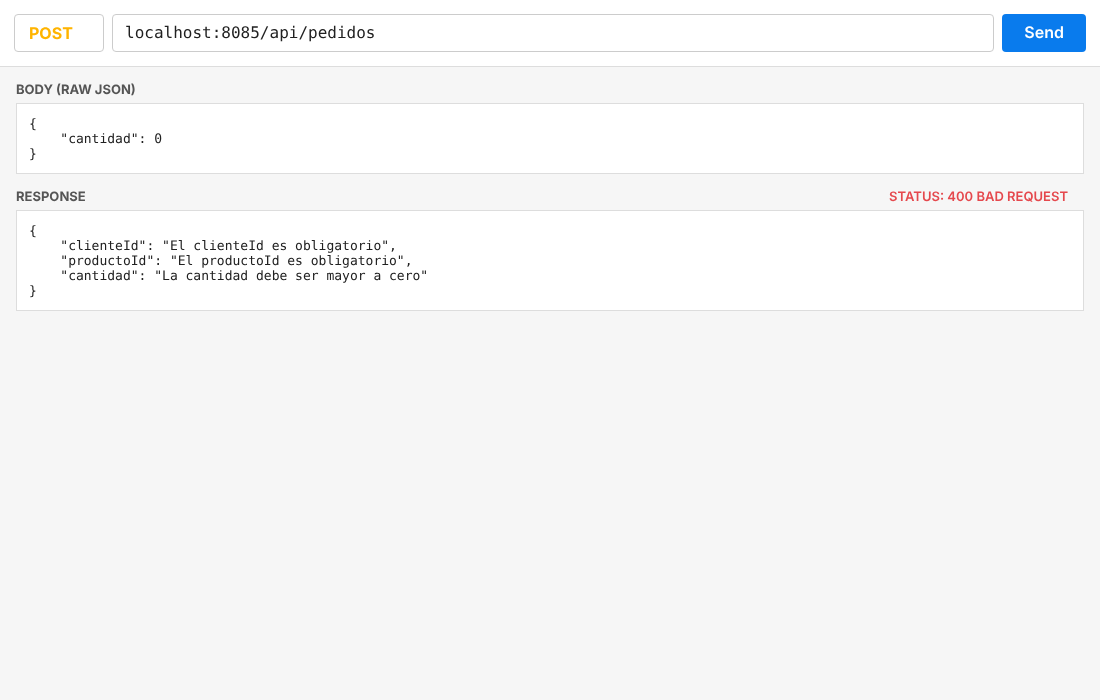 POST
localhost:8085/api/pedidos
Send
BODY (RAW JSON)
{
    "cantidad": 0
}
RESPONSE
STATUS: 400 BAD REQUEST
{
    "clienteId": "El clienteId es obligatorio",
    "productoId": "El productoId es obligatorio",
    "cantidad": "La cantidad debe ser mayor a cero"
}